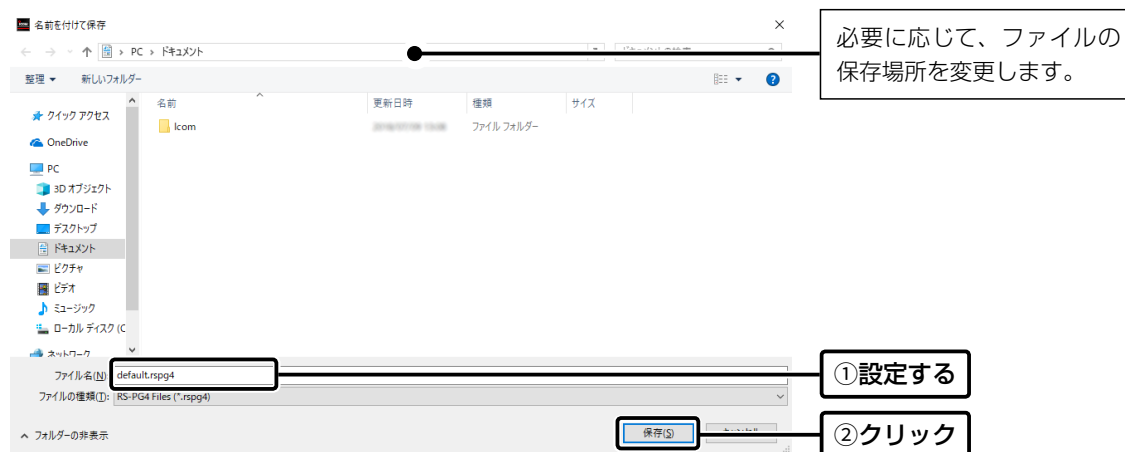 名前を付けて保存
PC › ドキュメント
必要に応じて、ファイルの
保存場所を変更します。
整理 新しいフォルダー
名前 更新日時 種類 サイズ
Icom ファイル フォルダー
クイック アクセス
OneDrive
PC
3D オブジェクト
ダウンロード
デスクトップ
ドキュメント
ピクチャ
ビデオ
ミュージック
ローカル ディスク (C
ネットワーク
ファイル名(N): default.rspg4
①設定する
ファイルの種類(T): RS-PG4 Files (*.rspg4)
フォルダーの非表示
保存(S)
②クリック